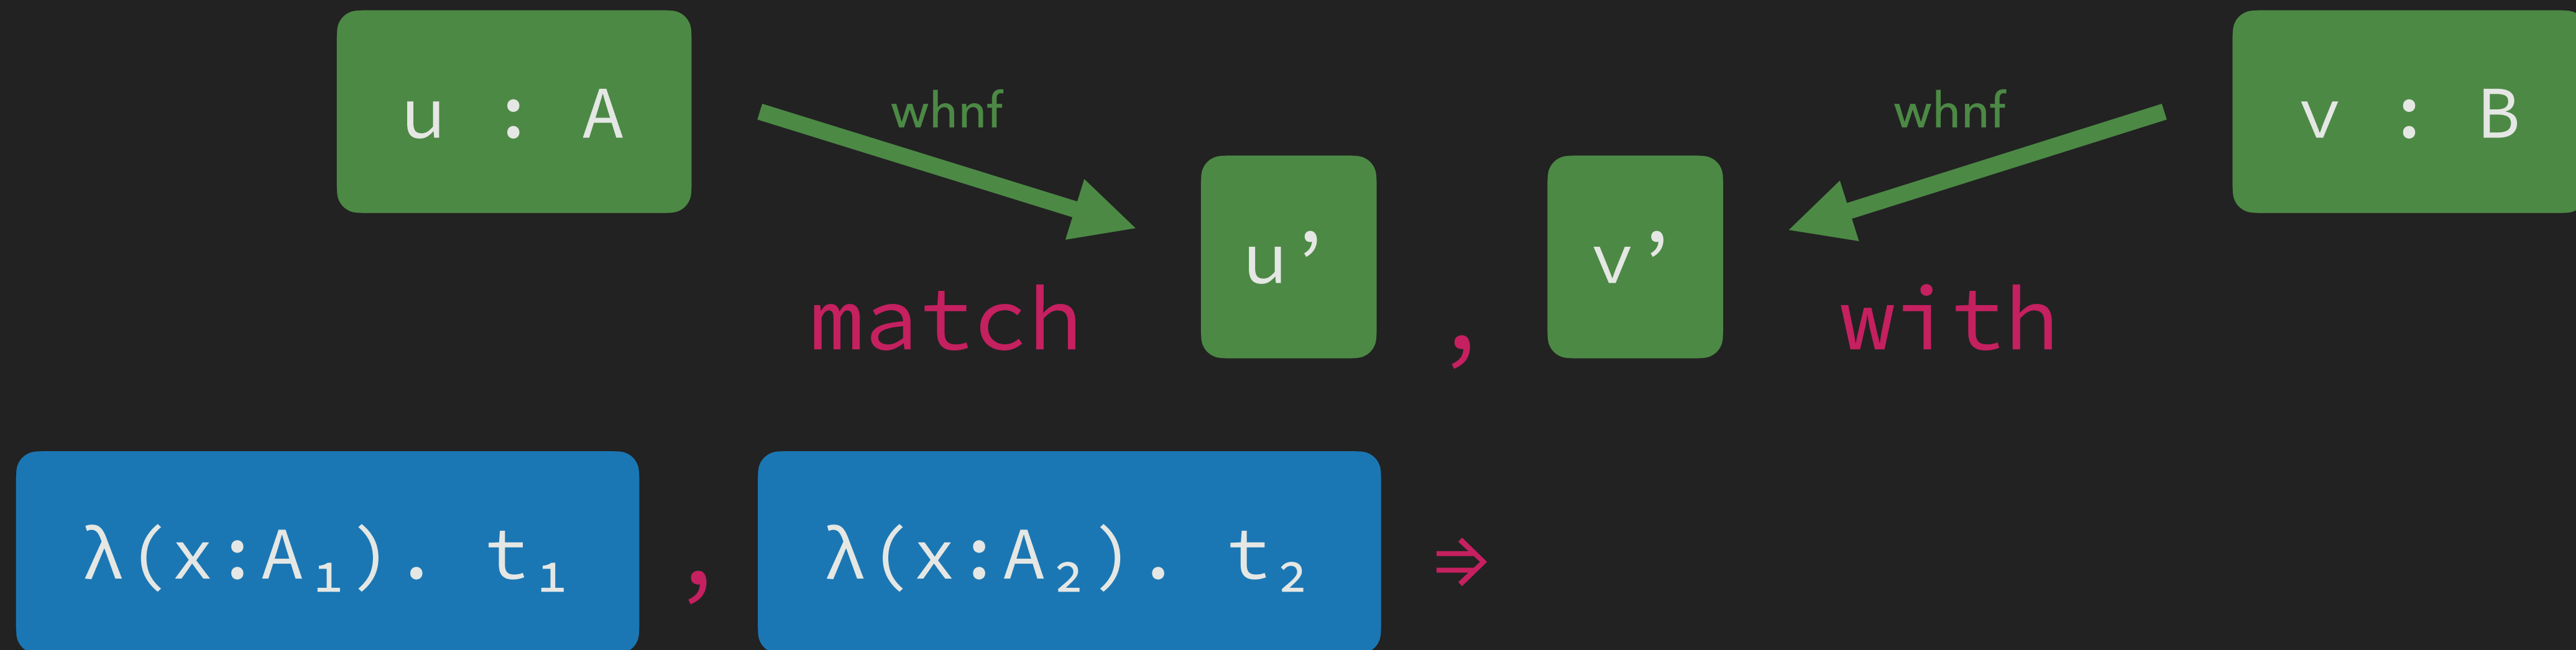 u : A whnf whnf v : B
match u’ , v’ with
λ(x:A₁). t₁ , λ(x:A₂). t₂ ⇒